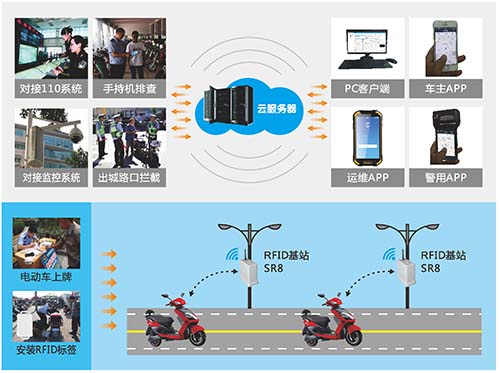 对接110系统
手持机排查
云服务器
PC客户端
车主APP
对接监控系统
出城路口拦截
运维APP
警用APP
电动车上牌
安装RFID标签
RFID基站
SR8
RFID基站
SR8